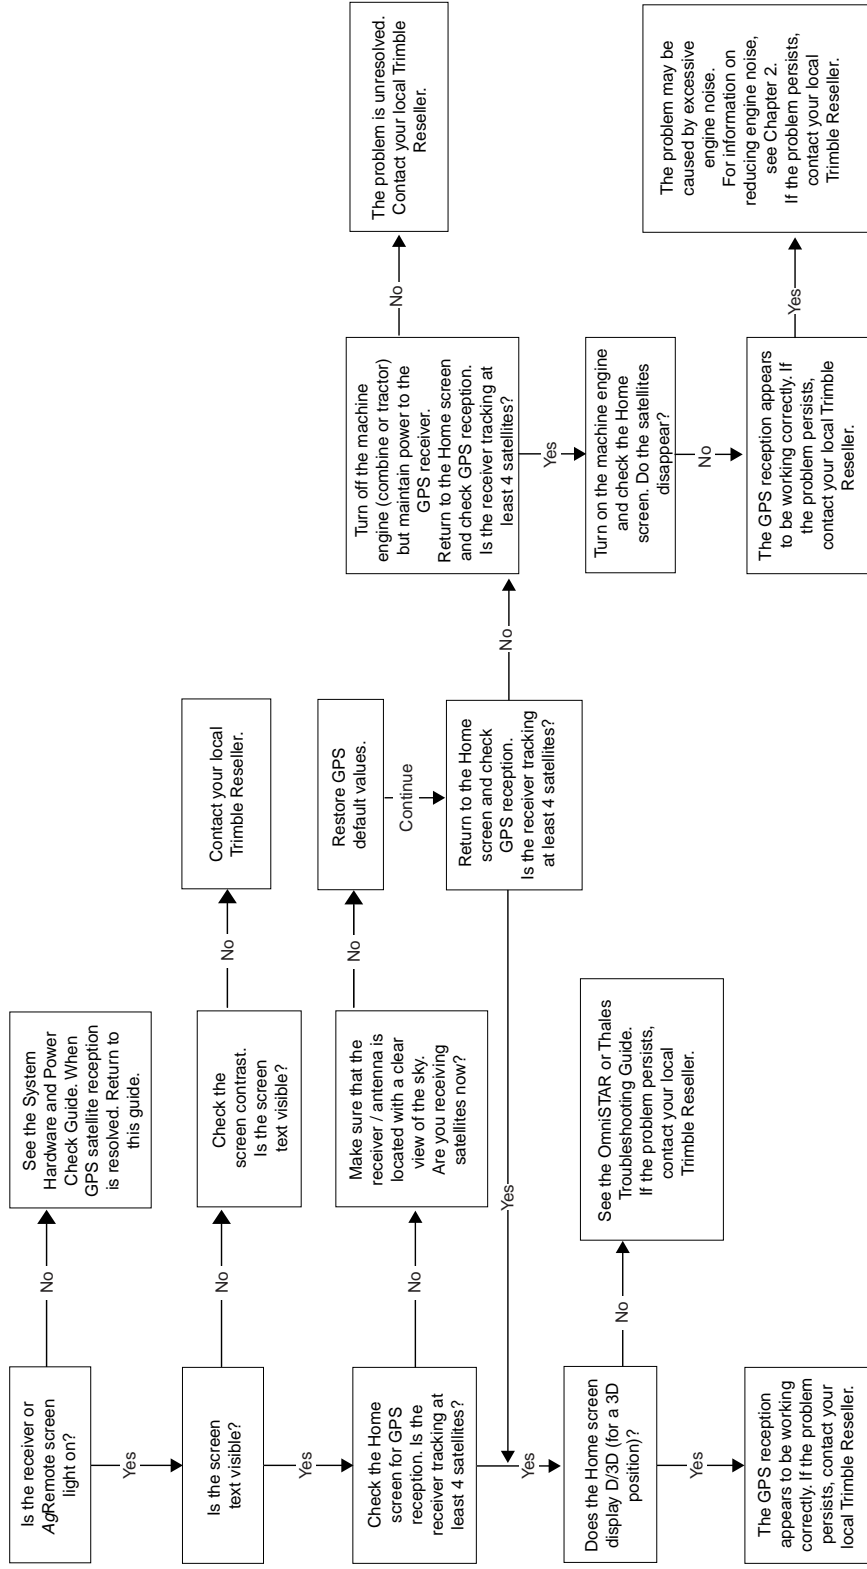 Is the receiver or
AgRemote screen
light on?
No
See the System
Hardware and Power
Check Guide. When
GPS satellite reception
is resolved. Return to
this guide.
Yes
Is the screen
text visible?
No
Check the
screen contrast.
Is the screen
text visible?
No
Contact your local
Trimble Reseller.
Yes
Check the Home
screen for GPS
reception. Is the
receiver tracking at
least 4 satellites?
No
Make sure that the
receiver / antenna is
located with a clear
view of the sky.
Are you receiving
satellites now?
No
Restore GPS
default values.
Continue
Return to the Home
screen and check
GPS reception.
Is the receiver tracking
at least 4 satellites?
No
Turn off the machine
engine (combine or tractor)
but maintain power to the
GPS receiver.
Return to the Home screen
and check GPS reception.
Is the receiver tracking at
least 4 satellites?
No
The problem is unresolved.
Contact your local Trimble
Reseller.
Yes
Yes
Yes
Turn on the machine engine
and check the Home
screen. Do the satellites
disappear?
Does the Home screen
display D/3D (for a 3D
position)?
No
See the OmniSTAR or Thales
Troubleshooting Guide.
If the problem persists,
contact your local
Trimble Reseller.
No
Yes
The GPS reception
appears to be working
correctly. If the problem
persists, contact your
local Trimble Reseller.
The GPS reception appears
to be working correctly. If
the problem persists,
contact your local Trimble
Reseller.
Yes
The problem may be
caused by excessive
engine noise.
For information on
reducing engine noise,
see Chapter 2.
If the problem persists,
contact your local
Trimble Reseller.